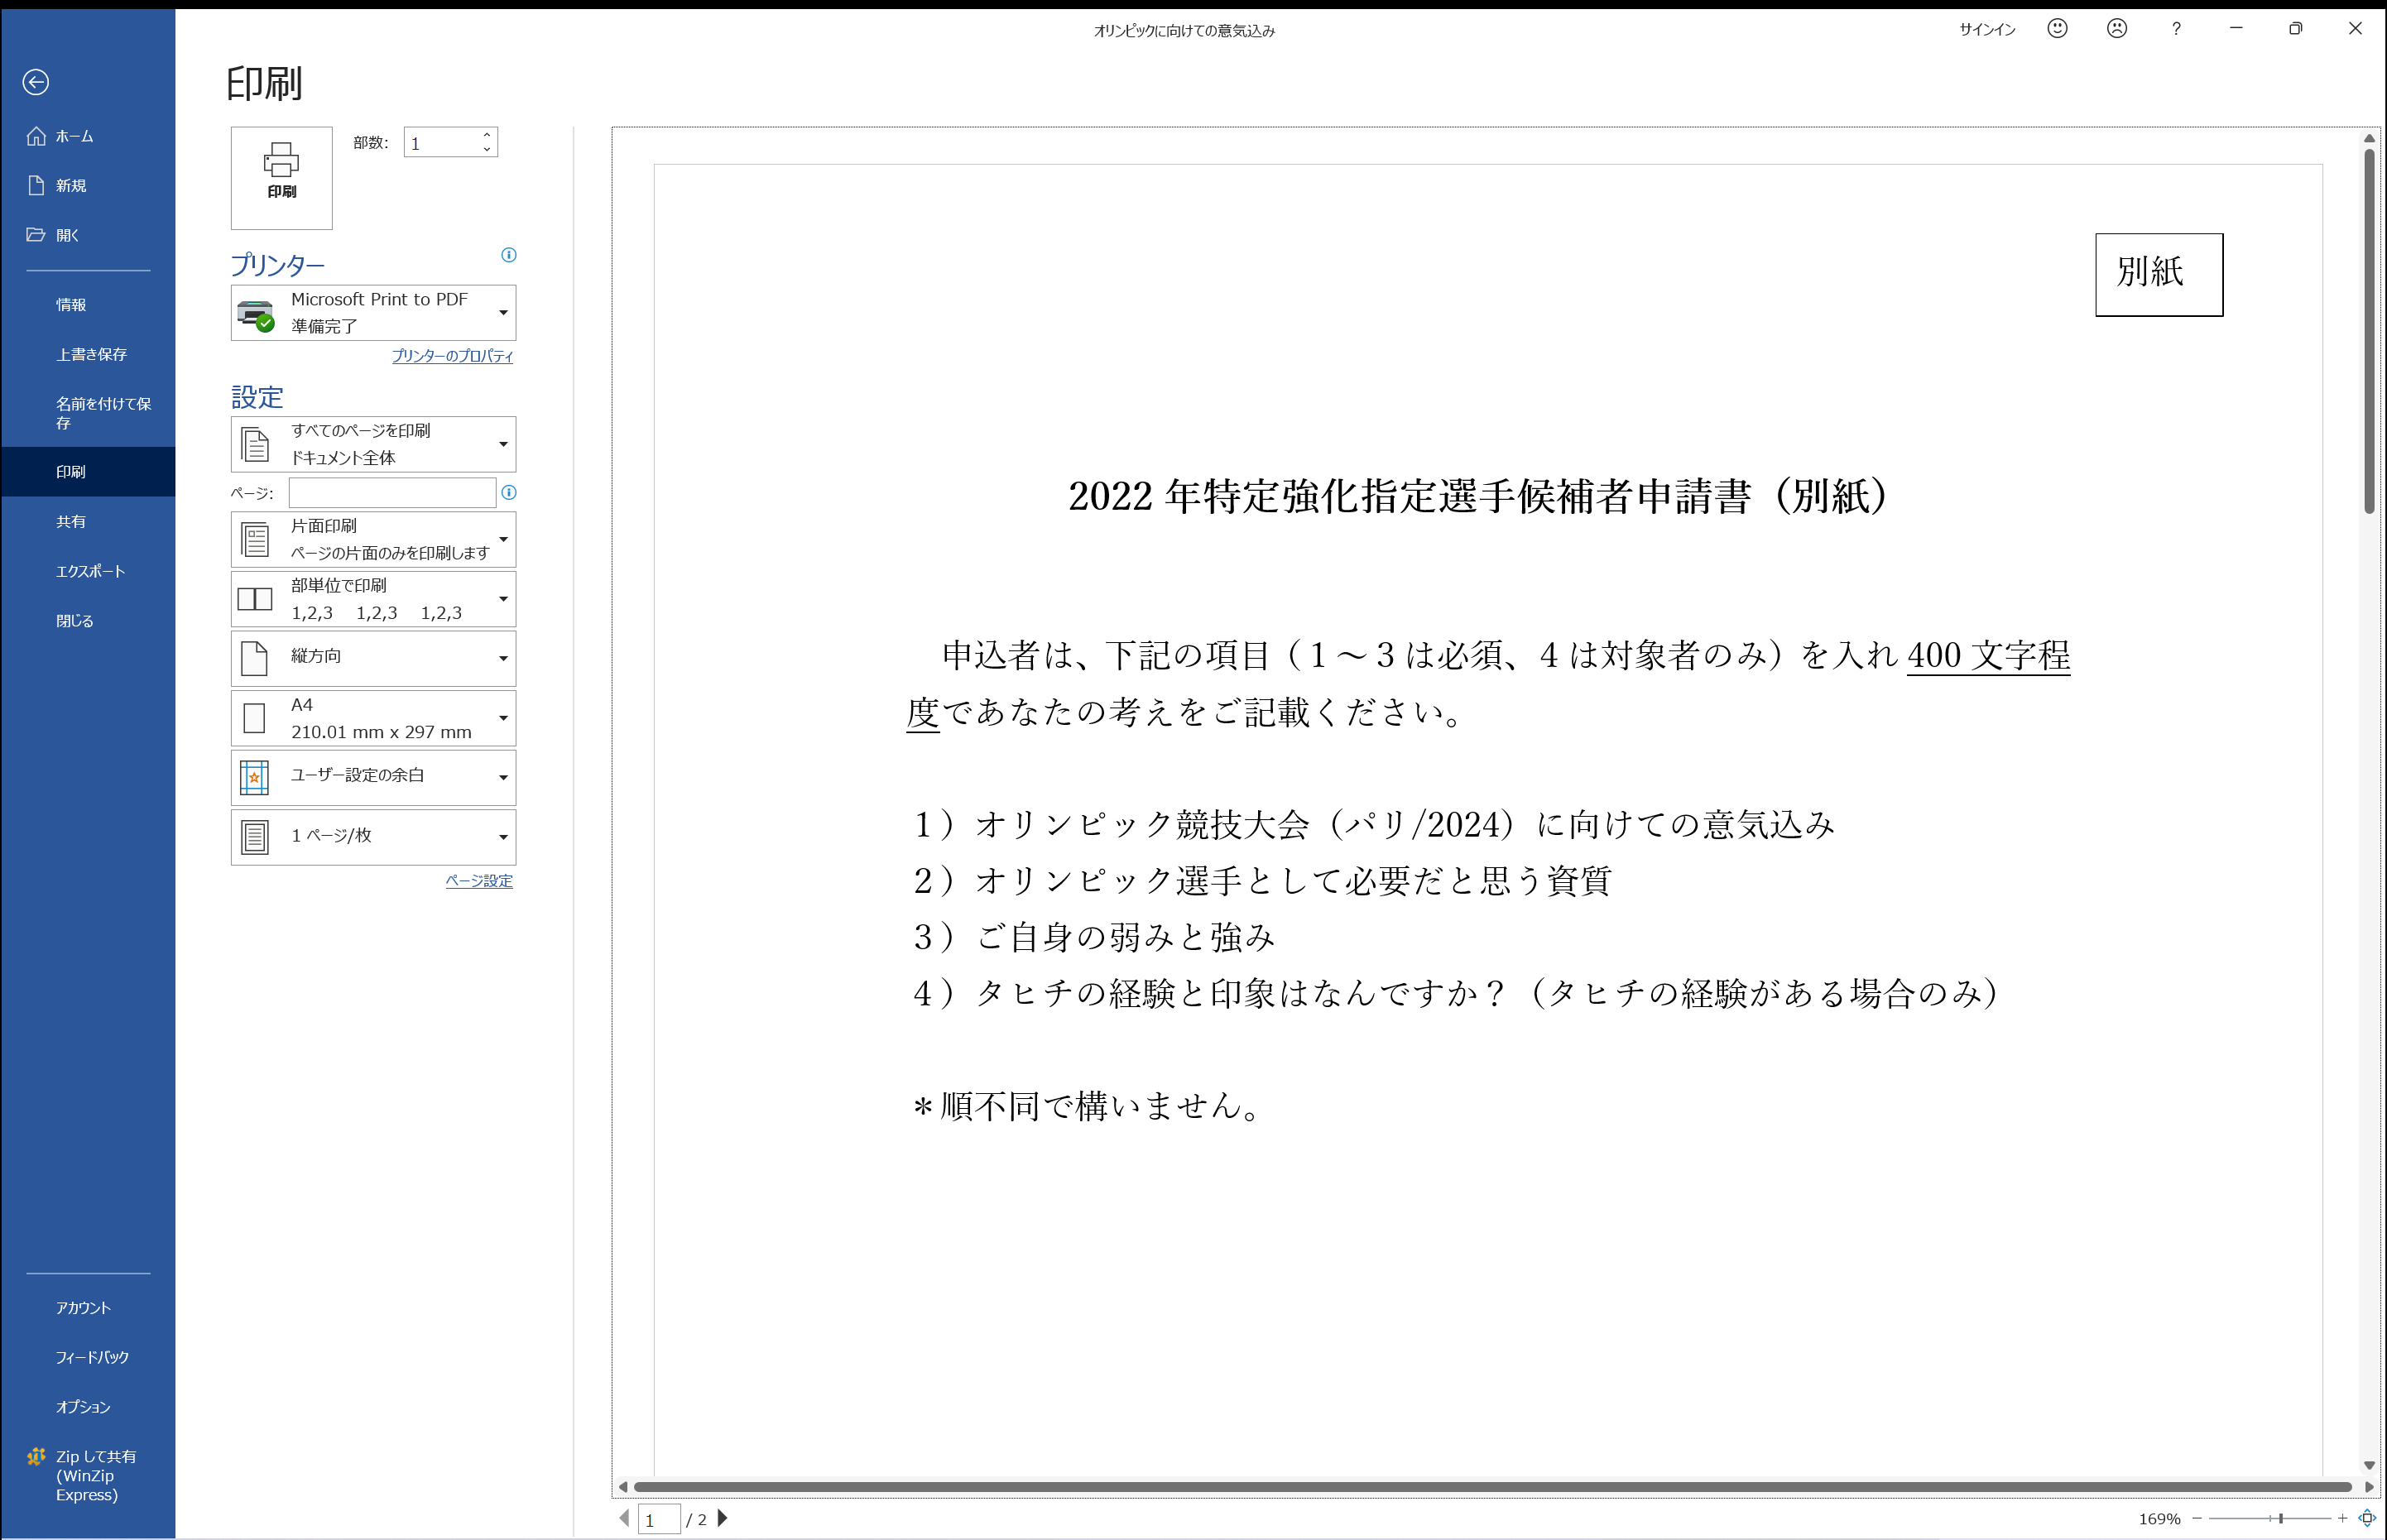 オリンピックに向けての意気込み
サインイン
?
印刷
ホーム
新規
開く
情報
上書き保存
名前を付けて保
存
印刷
共有
エクスポート
閉じる
アカウント
フィードバック
オプション
Zip して共有
(WinZip
Express)
印刷
部数:
1
プリンター
Microsoft Print to PDF
準備完了
プリンターのプロパティ
設定
すべてのページを印刷
ドキュメント全体
ページ:
片面印刷
ページの片面のみを印刷します
部単位で印刷
1,2,3 1,2,3 1,2,3
縦方向
A4
210.01 mm x 297 mm
ユーザー設定の余白
1 ページ/枚
ページ設定
別紙
2022 年特定強化指定選手候補者申請書（別紙）
申込者は、下記の項目（１～３は必須、４は対象者のみ）を入れ 400 文字程
度であなたの考えをご記載ください。
１）オリンピック競技大会（パリ/2024）に向けての意気込み
２）オリンピック選手として必要だと思う資質
３）ご自身の弱みと強み
４）タヒチの経験と印象はなんですか？（タヒチの経験がある場合のみ）
＊順不同で構いません。
1 / 2
169%